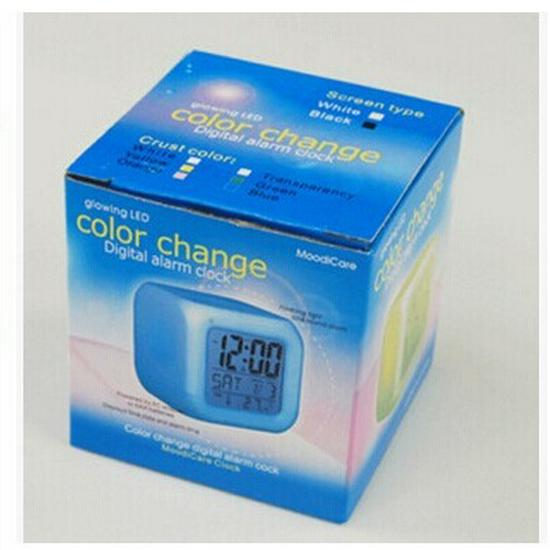 Screen type
White
Black
glowing LED
color change
Digital alarm clock
Crust color:
White
Yellow
Orange
Transparency
Green
Blue
glowing LED
color change
Digital alarm clock
MoodiCare
12:00
SAT
Color change digital alarm clock
MoodiCare Clock
color change